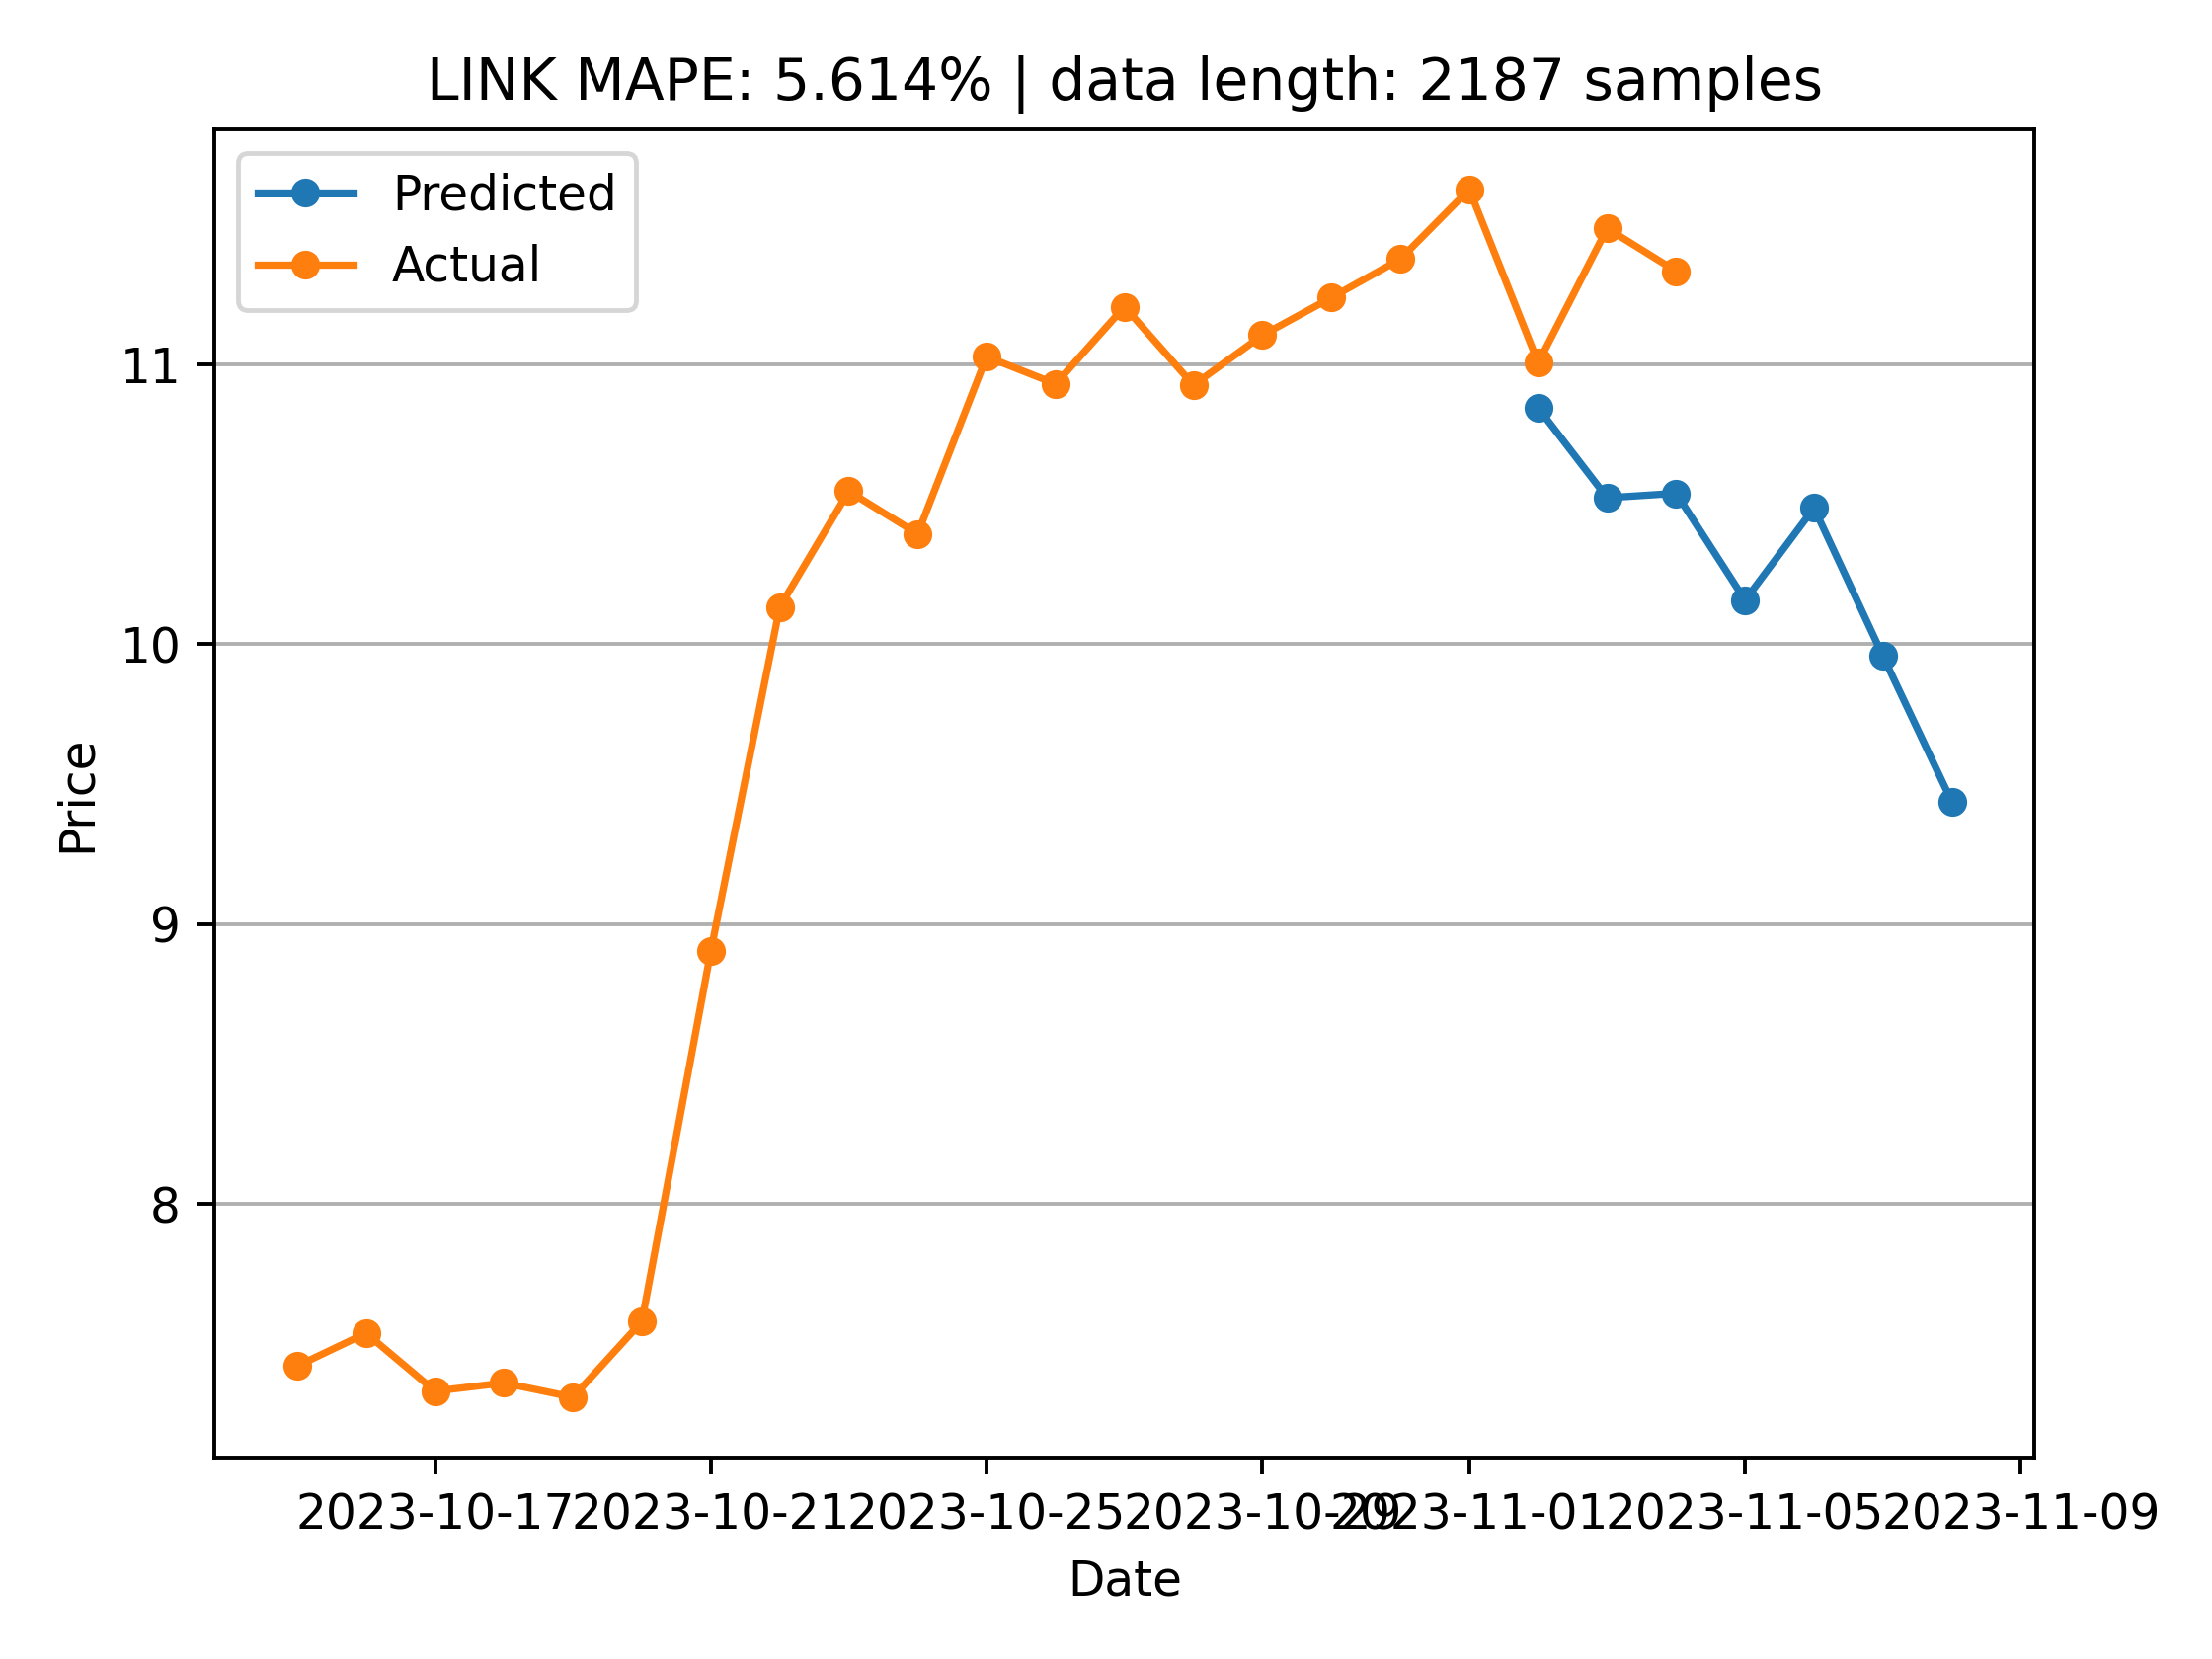 LINK MAPE: 5.614% | data length: 2187 samples
Predicted
Actual
11
10
9
8
Price
2023-10-17 2023-10-21 2023-10-25 2023-10-29 2023-11-01 2023-11-05 2023-11-09
Date